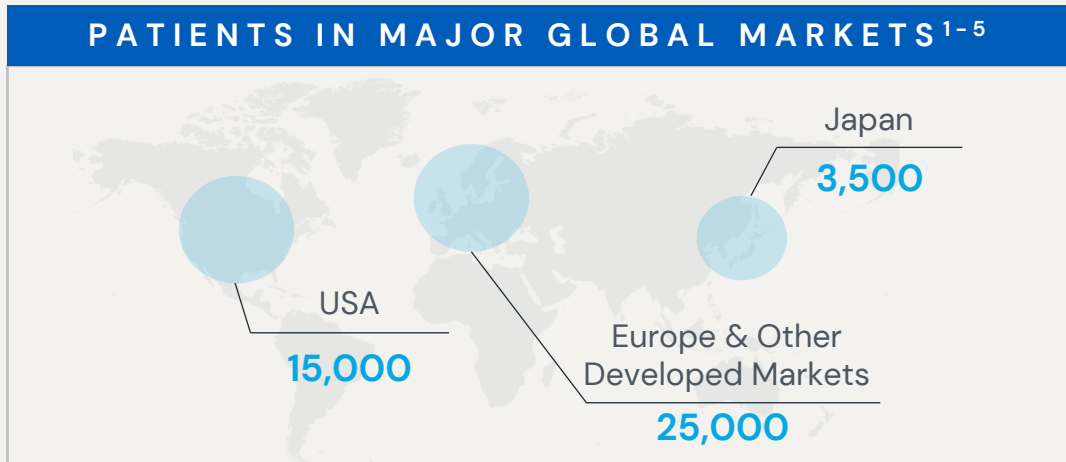 PATIENTS IN MAJOR GLOBAL MARKETS¹⁻⁵
Japan
3,500
USA
15,000
Europe & Other
Developed Markets
25,000